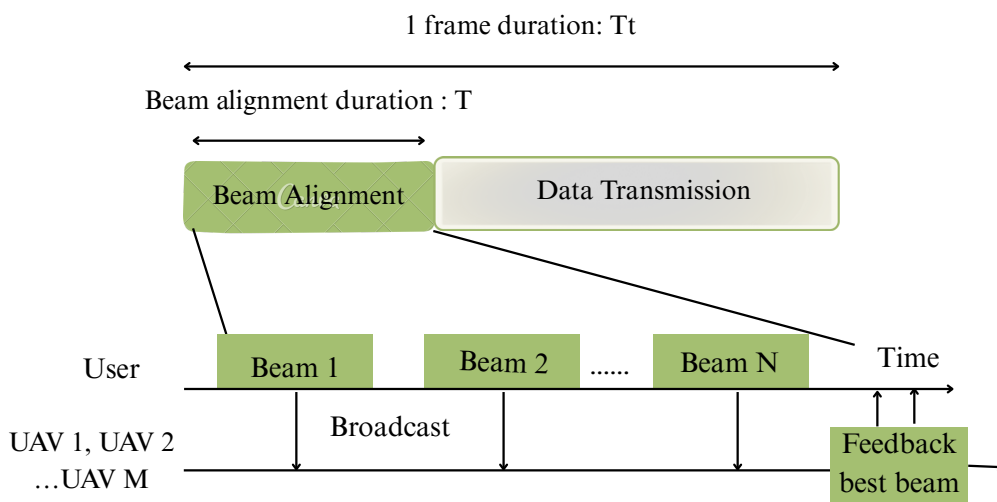 1 frame duration: Tt
Beam alignment duration : T
Beam Alignment
Data Transmission
User
Beam 1
Beam 2
......
Beam N
Time
Broadcast
UAV 1, UAV 2
...UAV M
Feedback
best beam